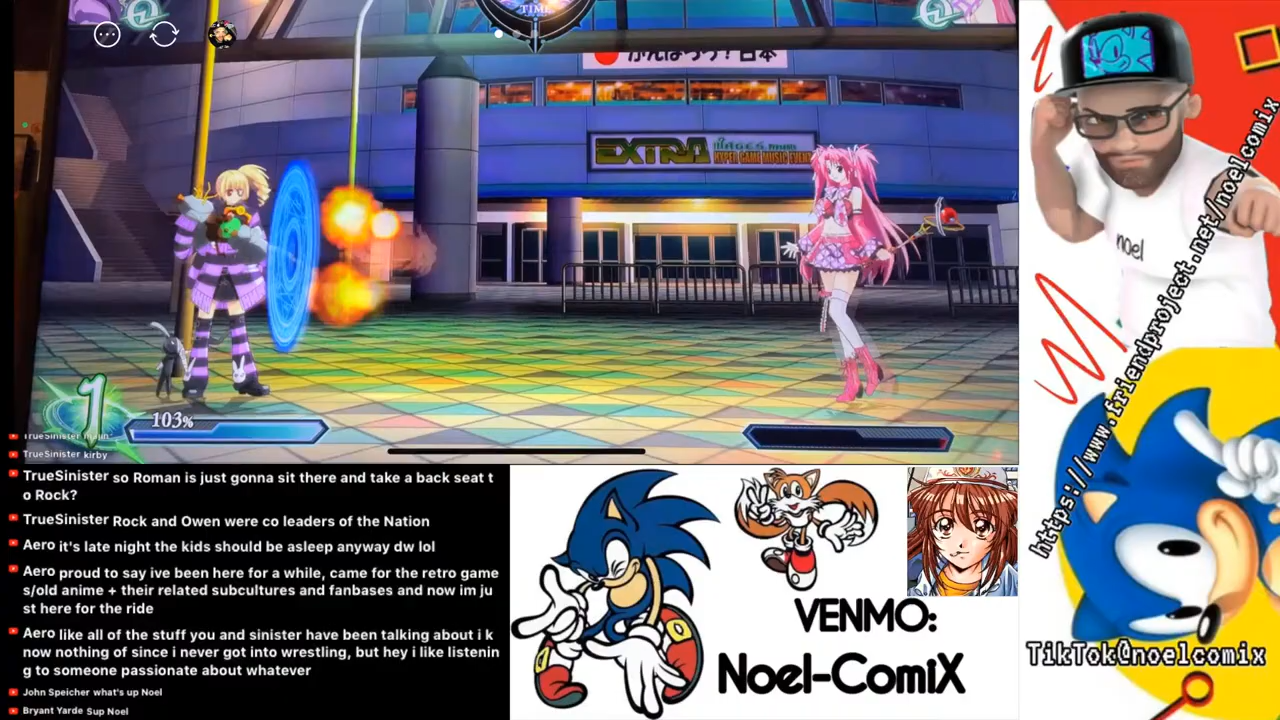 TIME
がんばろう!日本
EXTRA
HYPER GAME MUSIC EVENT
1
103%
TrueSinister kirby
TrueSinister so Roman is just gonna sit there and take a back seat t
o Rock?
TrueSinister Rock and Owen were co leaders of the Nation
Aero it's late night the kids should be asleep anyway dw lol
Aero proud to say ive been here for a while, came for the retro game
s/old anime + their related subcultures and fanbases and now im ju
st here for the ride
Aero like all of the stuff you and sinister have been talking about i k
now nothing of since i never got into wrestling, but hey i like listenin
g to someone passionate about whatever
John Speicher what's up Noel
Bryant Yarde Sup Noel
VENMO:
Noel-ComiX
noel
https://www.friendproject.net/noelcomix
TikTok@noelcomix